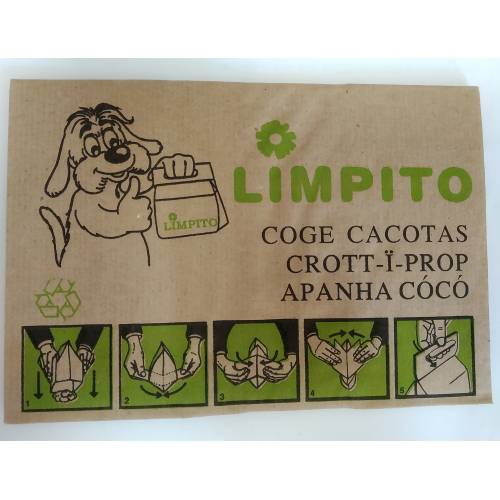 LIMPITO
LIMPITO
COGE CACOTAS
CROTT-Ï-PROP
APANHA CÓCÓ
1
2
3
4
5